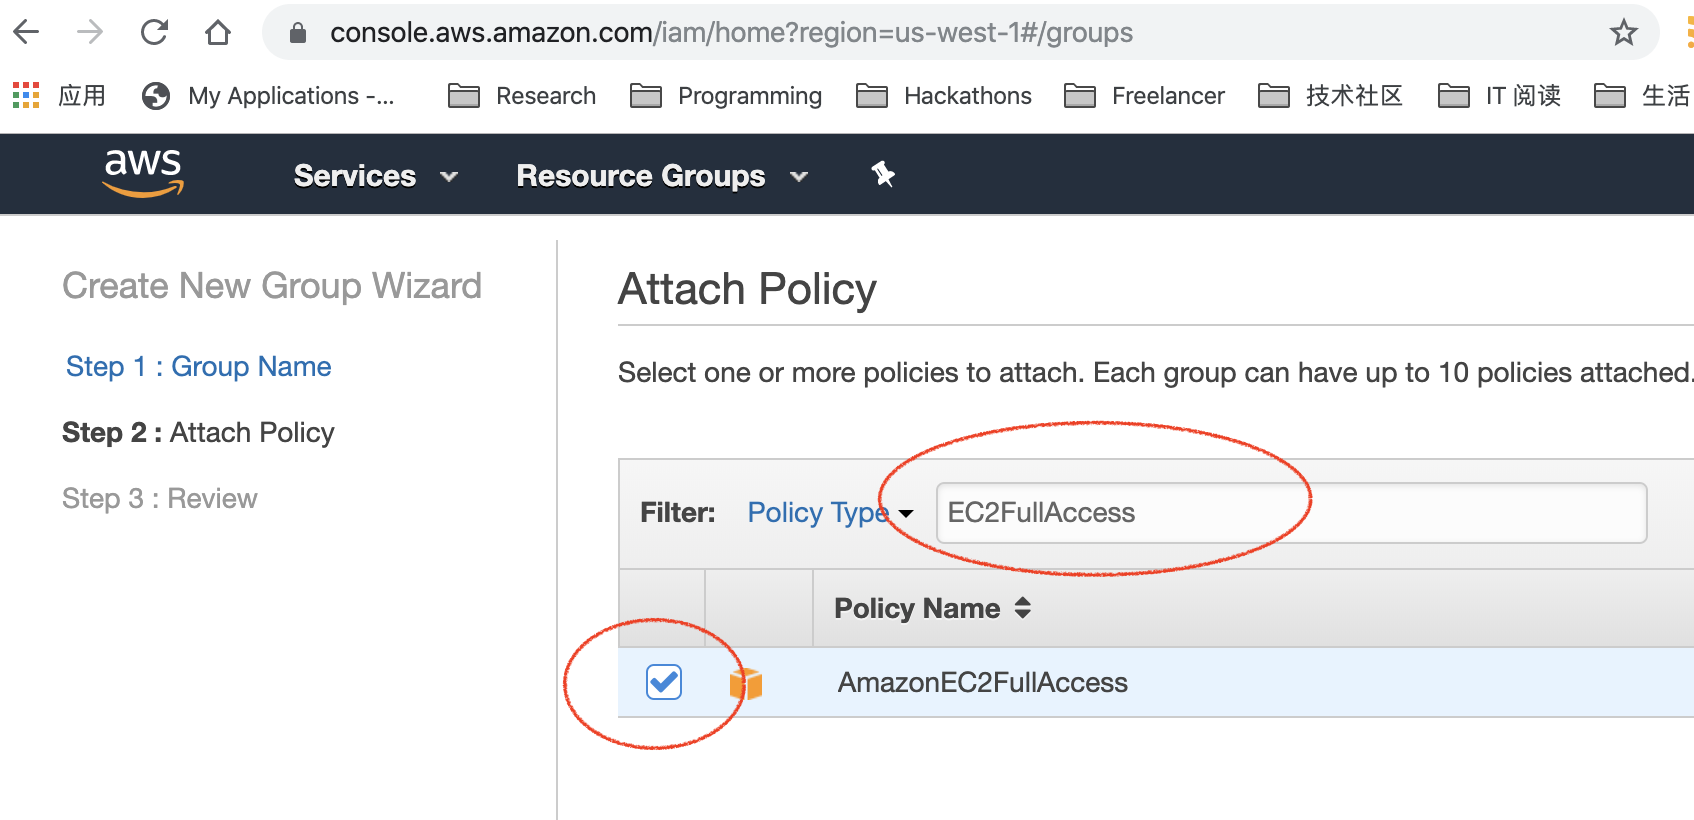 console.aws.amazon.com/iam/home?region=us-west-1#/groups
应用 My Applications -... Research Programming Hackathons Freelancer 技术社区 IT 阅读 生活
aws Services Resource Groups
Create New Group Wizard
Step 1 : Group Name
Step 2 : Attach Policy
Step 3 : Review
Attach Policy
Select one or more policies to attach. Each group can have up to 10 policies attached.
Filter: Policy Type EC2FullAccess
Policy Name
AmazonEC2FullAccess